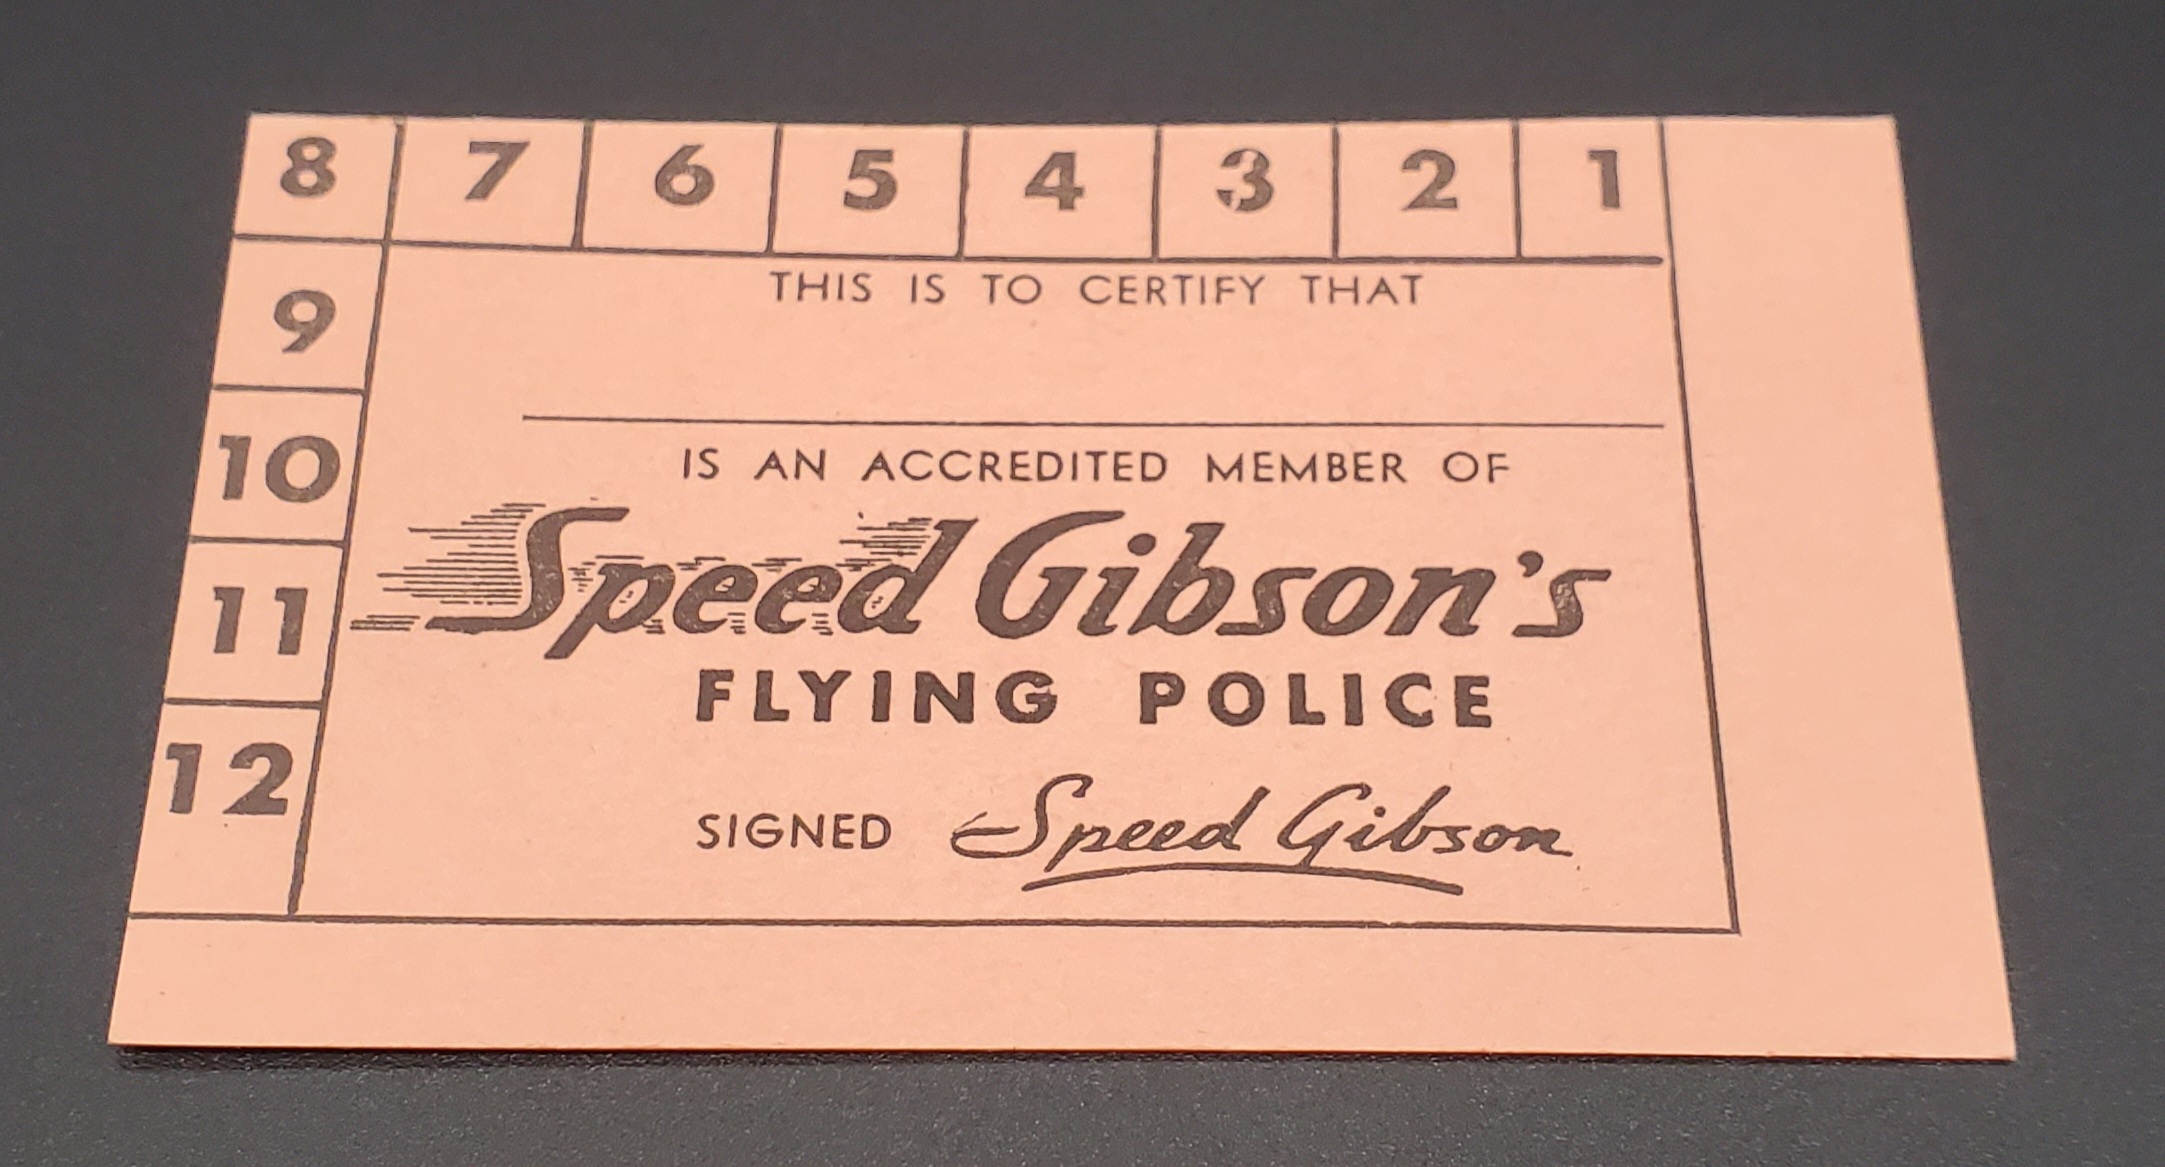 8 7 6 5 4 3 2 1
9
10
11
12
THIS IS TO CERTIFY THAT
IS AN ACCREDITED MEMBER OF
Speed Gibson's
FLYING POLICE
SIGNED Speed Gibson